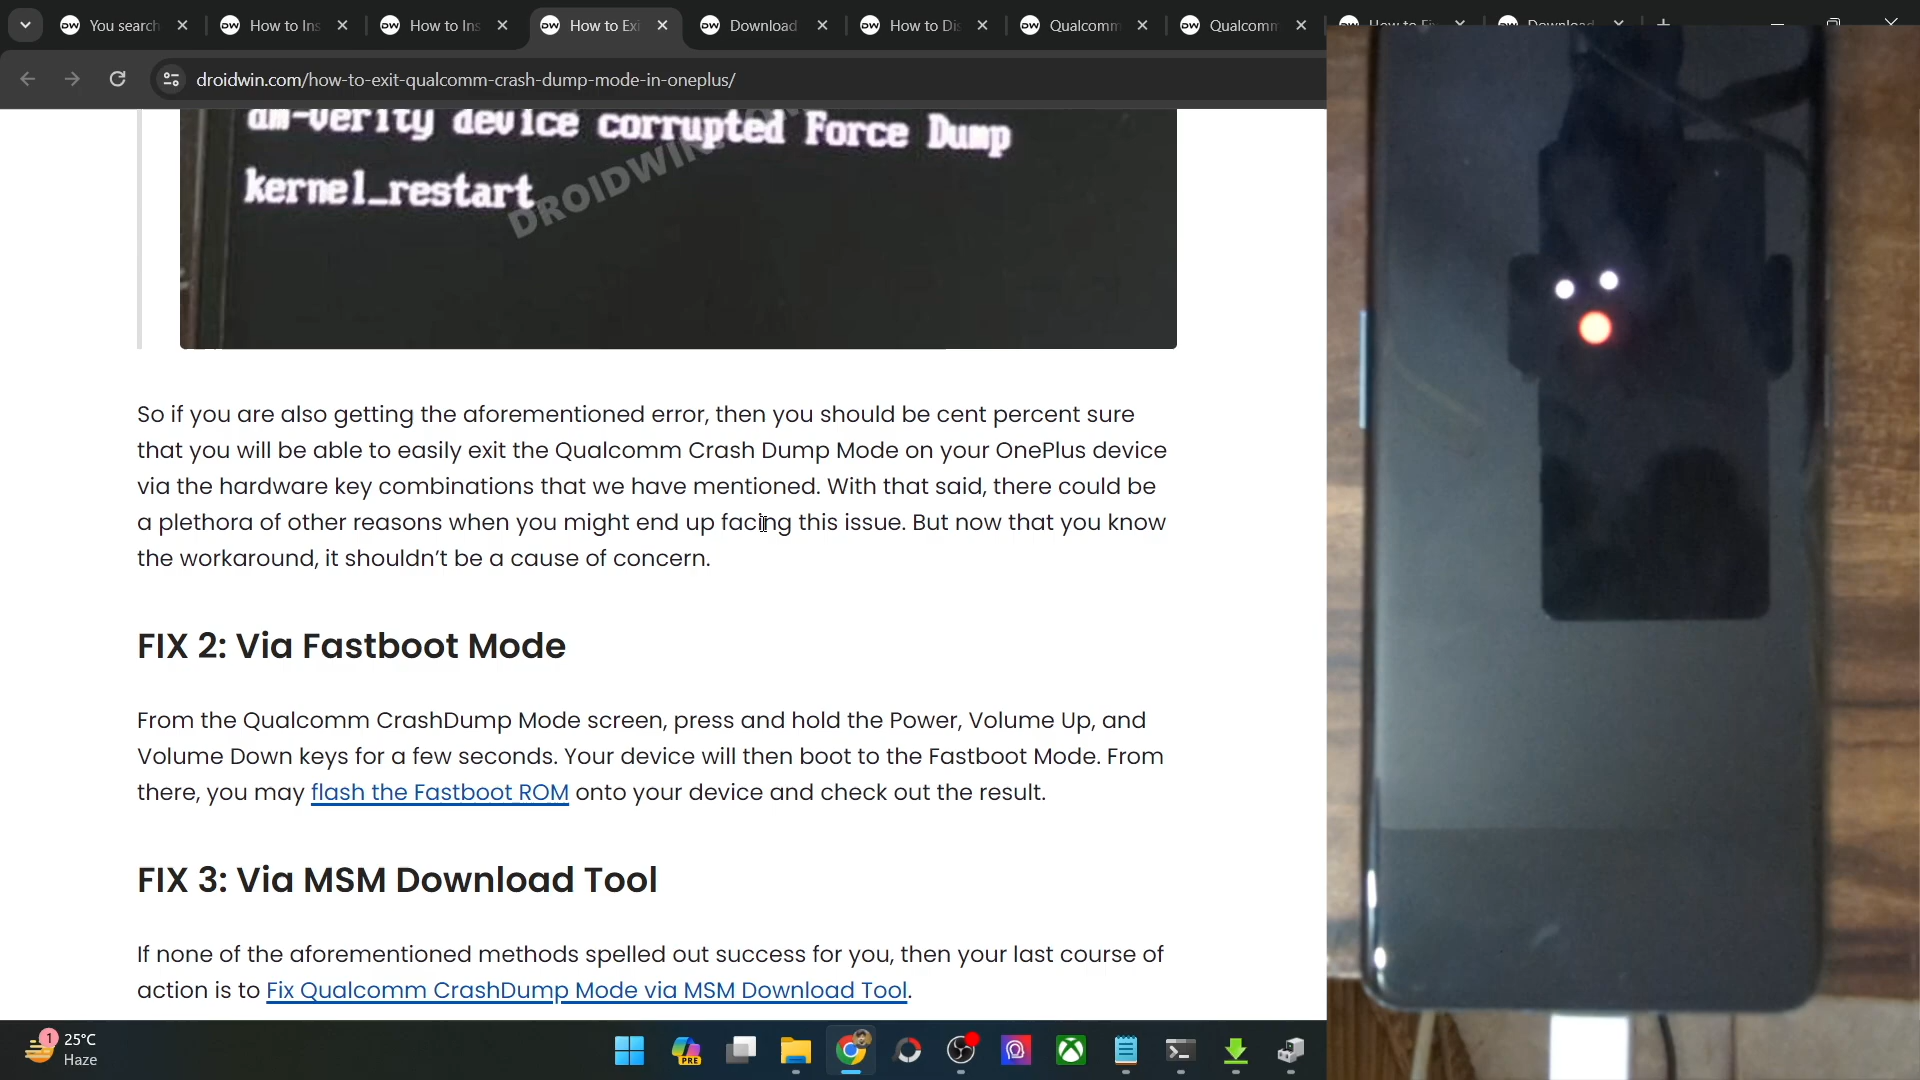 You search
How to Ins
How to Ins
How to Exi
Download
How to Dis
Qualcomm
Qualcomm
How to Fix
Download
droidwin.com/how-to-exit-qualcomm-crash-dump-mode-in-oneplus/
dm-verity device corrupted Force Dump
kernel_restart
DROIDWIN
So if you are also getting the aforementioned error, then you should be cent percent sure
that you will be able to easily exit the Qualcomm Crash Dump Mode on your OnePlus device
via the hardware key combinations that we have mentioned. With that said, there could be
a plethora of other reasons when you might end up facing this issue. But now that you know
the workaround, it shouldn’t be a cause of concern.
FIX 2: Via Fastboot Mode
From the Qualcomm CrashDump Mode screen, press and hold the Power, Volume Up, and
Volume Down keys for a few seconds. Your device will then boot to the Fastboot Mode. From
there, you may flash the Fastboot ROM onto your device and check out the result.
FIX 3: Via MSM Download Tool
If none of the aforementioned methods spelled out success for you, then your last course of
action is to Fix Qualcomm CrashDump Mode via MSM Download Tool.
1
25°C
Haze
PRE